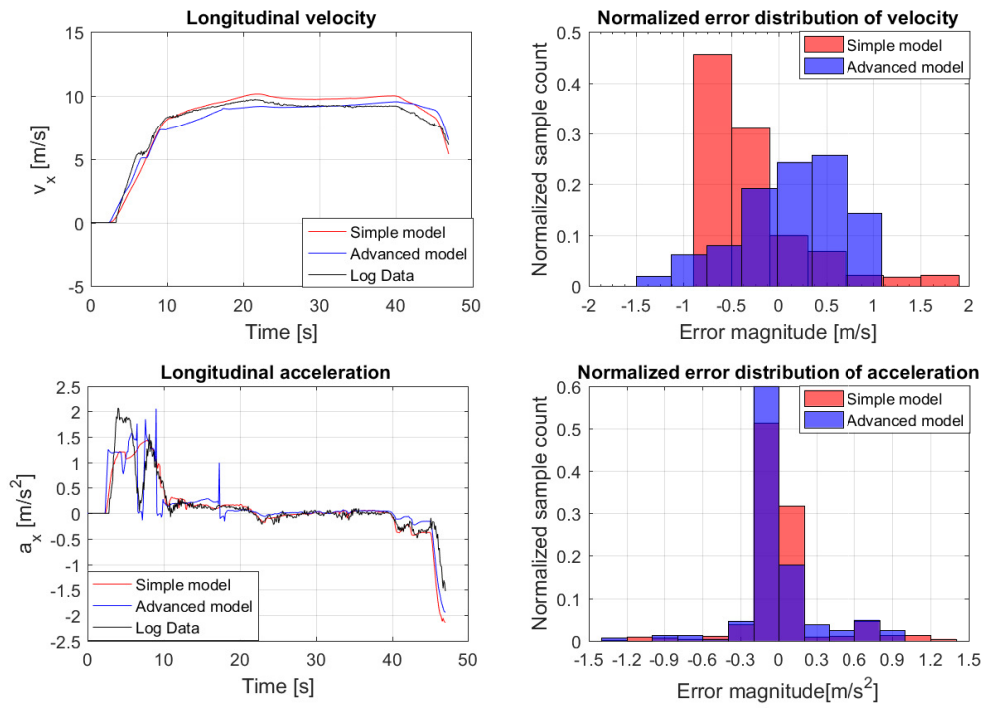 Longitudinal velocity
15
10
5
0
-5
v_x [m/s]
Simple model
Advanced model
Log Data
0 10 20 30 40 50
Time [s]
Normalized error distribution of velocity
0.5
0.4
0.3
0.2
0.1
0
Normalized sample count
Simple model
Advanced model
-2 -1.5 -1 -0.5 0 0.5 1 1.5 2
Error magnitude [m/s]
Longitudinal acceleration
2.5
2
1.5
1
0.5
0
-0.5
-1
-1.5
-2
-2.5
a_x [m/s²]
Simple model
Advanced model
Log Data
0 10 20 30 40 50
Time [s]
Normalized error distribution of acceleration
0.6
0.5
0.4
0.3
0.2
0.1
0
Normalized sample count
Simple model
Advanced model
-1.5 -1.2 -0.9 -0.6 -0.3 0 0.3 0.6 0.9 1.2 1.5
Error magnitude[m/s²]